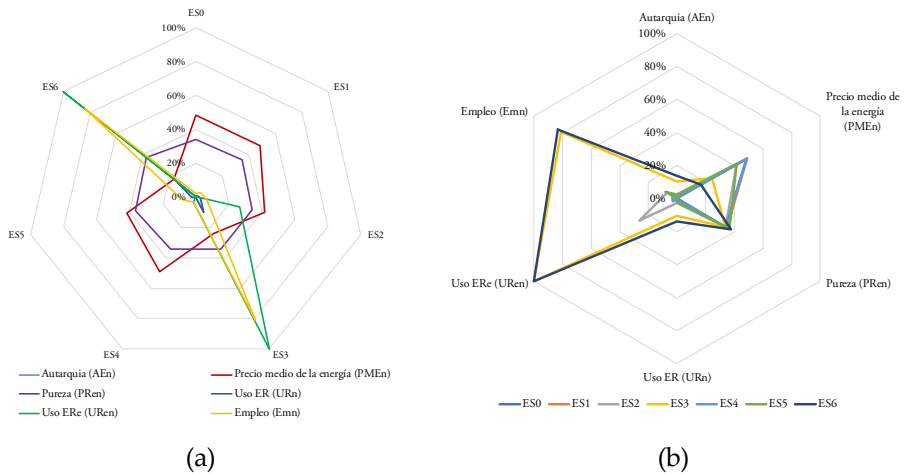 ES0
100%
80%
60%
40%
20%
0%
ES1
ES2
ES3
ES4
ES5
ES6
Autarquia (AEn)
Precio medio de la energía (PMEn)
Pureza (PRen)
Uso ER (URn)
Uso ERe (URen)
Empleo (Emn)
(a)
Autarquia (AEn)
100%
80%
60%
40%
20%
0%
Precio medio de
la energía
(PMEn)
Pureza (PRen)
Uso ER (URn)
Uso ERe (URen)
Empleo (Emn)
ES0
ES1
ES2
ES3
ES4
ES5
ES6
(b)